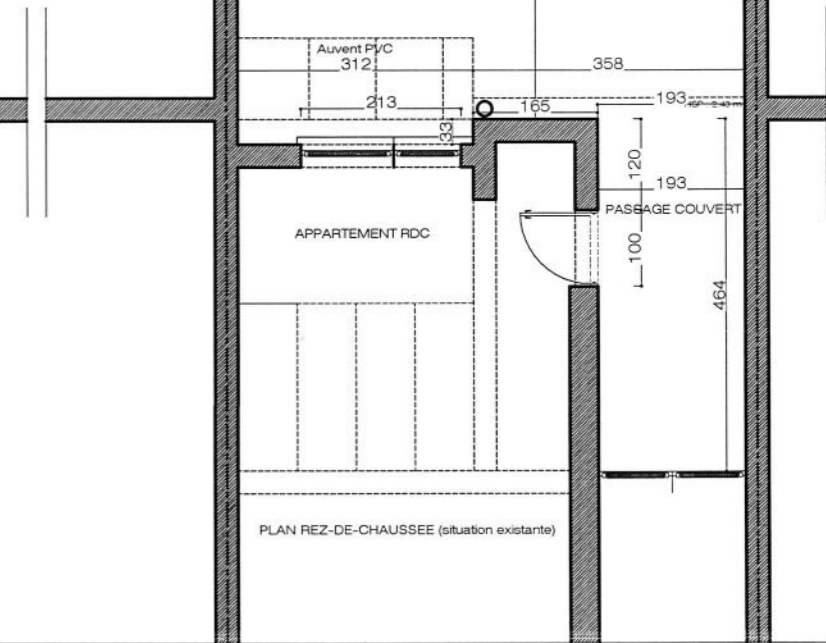 Auvent PVC
312
358
213
165
193
33
120
193
PASSAGE COUVERT
APPARTEMENT RDC
100
464
PLAN REZ-DE-CHAUSSEE (situation existante)